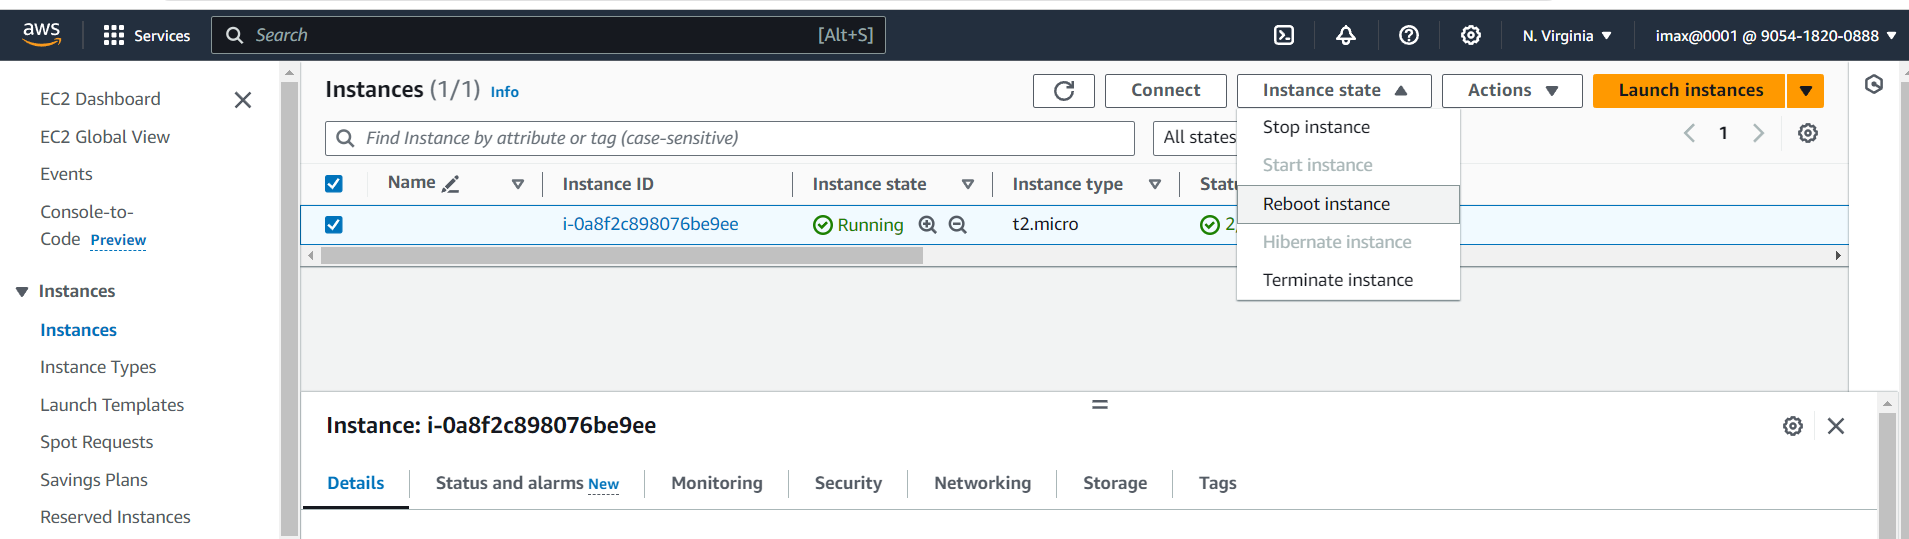 aws Services Search [Alt+S] N. Virginia imax@0001 @ 9054-1820-0888
EC2 Dashboard
EC2 Global View
Events
Console-to-
Code Preview
Instances
Instances
Instance Types
Launch Templates
Spot Requests
Savings Plans
Reserved Instances
Instances (1/1) Info
Connect
Instance state
Actions
Launch instances
Find Instance by attribute or tag (case-sensitive)
All states
1
Stop instance
Start instance
Reboot instance
Hibernate instance
Terminate instance
Name Instance ID Instance state Instance type
i-0a8f2c898076be9ee Running t2.micro
Instance: i-0a8f2c898076be9ee
Details Status and alarms New Monitoring Security Networking Storage Tags